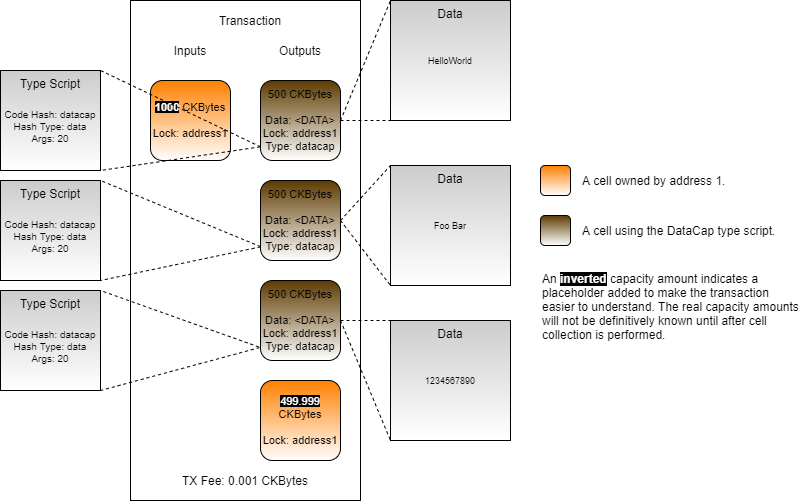 Transaction
Inputs
Outputs
Type Script
Code Hash: datacap
Hash Type: data
Args: 20
Type Script
Code Hash: datacap
Hash Type: data
Args: 20
Type Script
Code Hash: datacap
Hash Type: data
Args: 20
1000 CKBytes
Lock: address1
500 CKBytes
Data: <DATA>
Lock: address1
Type: datacap
500 CKBytes
Data: <DATA>
Lock: address1
Type: datacap
500 CKBytes
Data: <DATA>
Lock: address1
Type: datacap
499.999
CKBytes
Lock: address1
TX Fee: 0.001 CKBytes
Data
HelloWorld
Data
Foo Bar
Data
1234567890
A cell owned by address 1.
A cell using the DataCap type script.
An inverted capacity amount indicates a
placeholder added to make the transaction
easier to understand. The real capacity amounts
will not be definitively known until after cell
collection is performed.